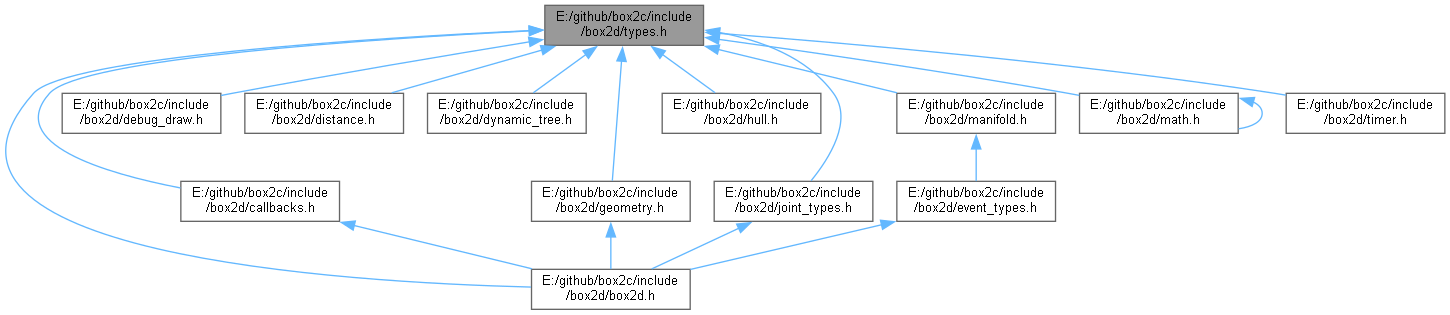 E:/github/box2c/include
/box2d/types.h
E:/github/box2c/include
/box2d/debug_draw.h
E:/github/box2c/include
/box2d/distance.h
E:/github/box2c/include
/box2d/dynamic_tree.h
E:/github/box2c/include
/box2d/hull.h
E:/github/box2c/include
/box2d/manifold.h
E:/github/box2c/include
/box2d/math.h
E:/github/box2c/include
/box2d/timer.h
E:/github/box2c/include
/box2d/callbacks.h
E:/github/box2c/include
/box2d/geometry.h
E:/github/box2c/include
/box2d/joint_types.h
E:/github/box2c/include
/box2d/event_types.h
E:/github/box2c/include
/box2d/box2d.h